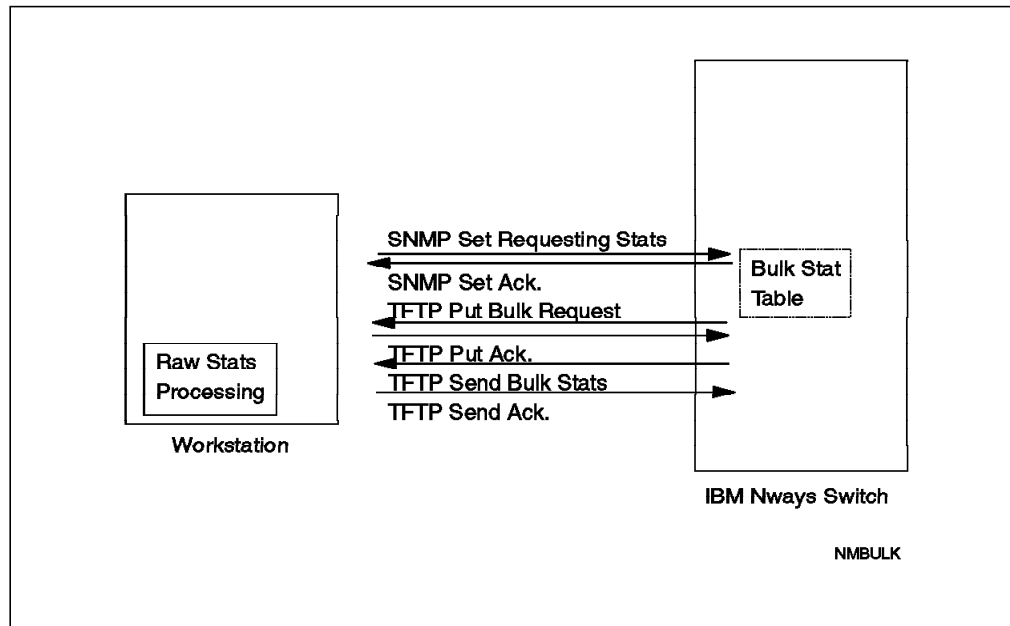 SNMP Set Requesting Stats
SNMP Set Ack.
TFTP Put Bulk Request
TFTP Put Ack.
TFTP Send Bulk Stats
TFTP Send Ack.
Bulk Stat
Table
Raw Stats
Processing
Workstation
IBM Nways Switch
NMBULK